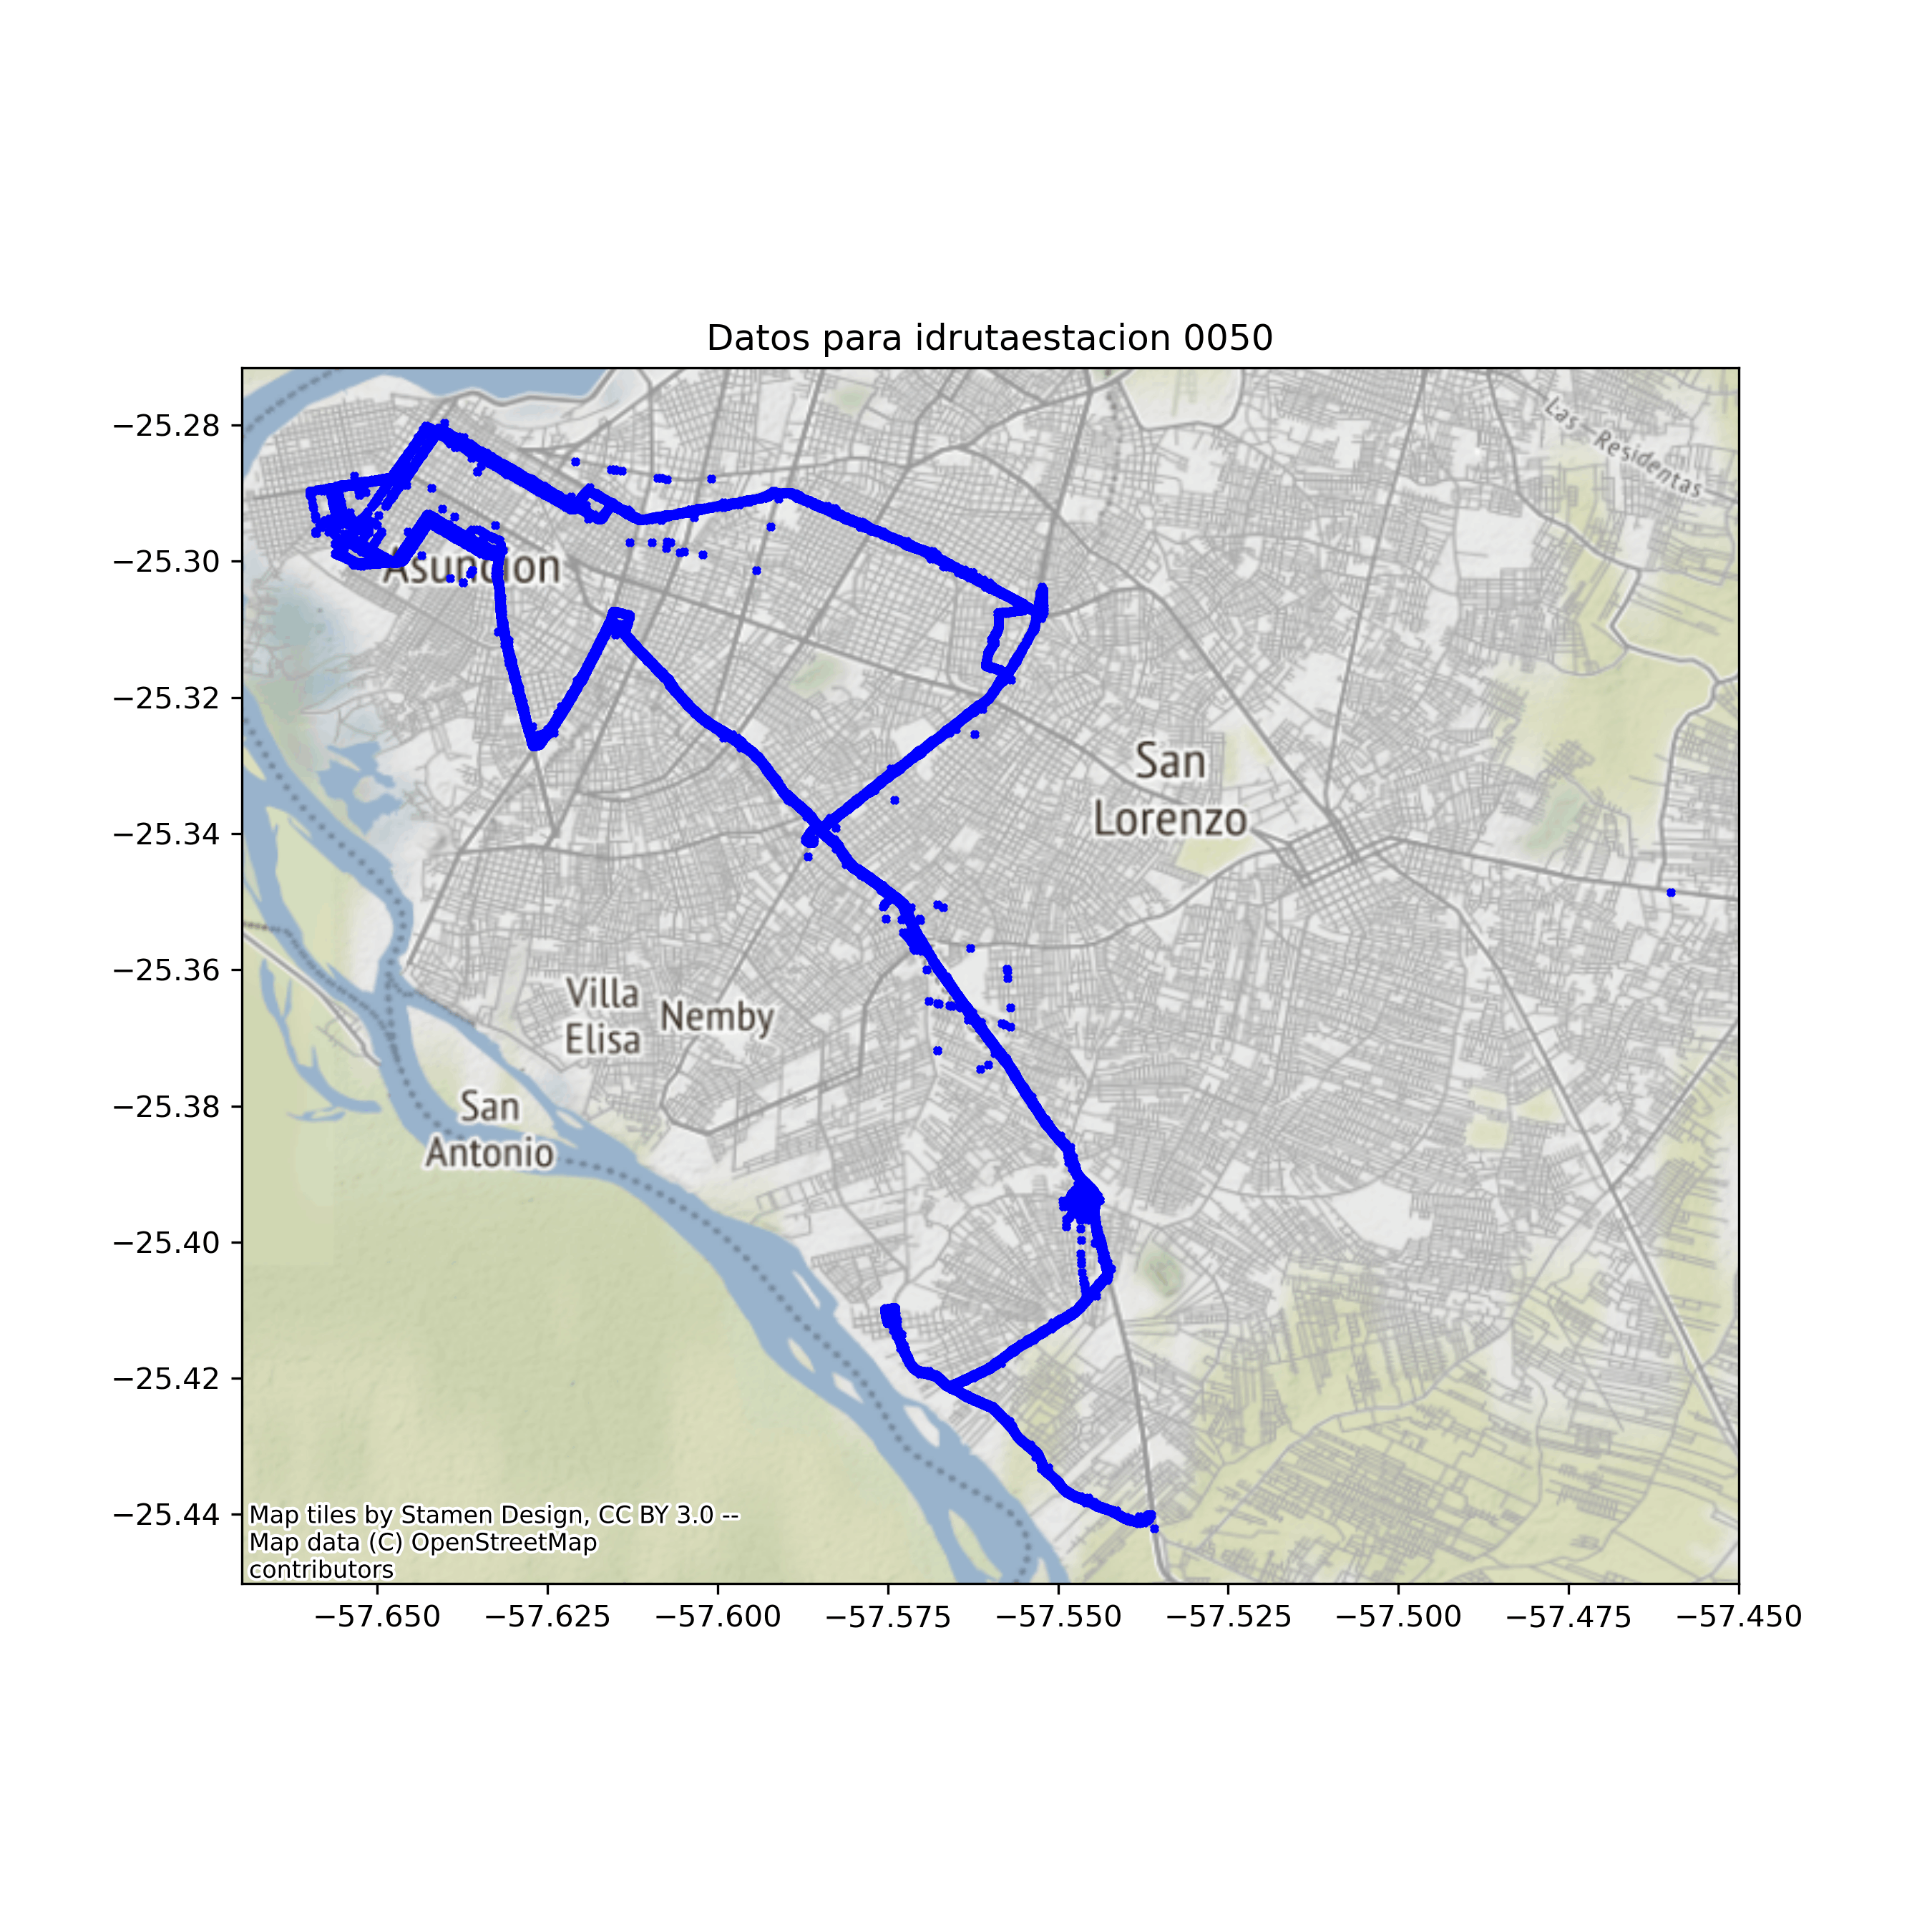 Datos para idrutaestacion 0050
−25.28
−25.30
−25.32
−25.34
−25.36
−25.38
−25.40
−25.42
−25.44
Las Residentas
Asuncion
San
Lorenzo
Villa
Elisa
Nemby
San
Antonio
Map tiles by Stamen Design, CC BY 3.0 --
Map data (C) OpenStreetMap
contributors
−57.650
−57.625
−57.600
−57.575
−57.550
−57.525
−57.500
−57.475
−57.450